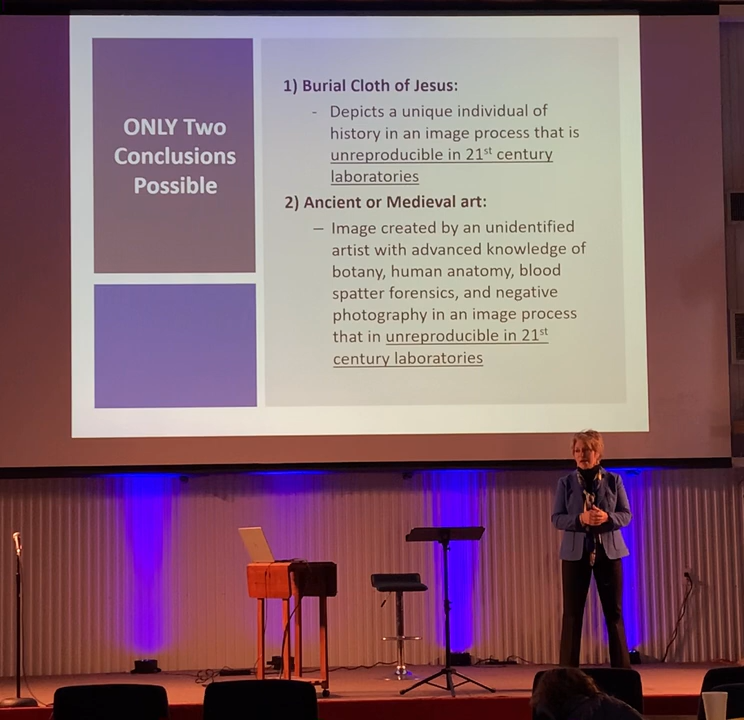 ONLY Two
Conclusions
Possible
1) Burial Cloth of Jesus:
- Depicts a unique individual of
history in an image process that is
unreproducible in 21st century
laboratories
2) Ancient or Medieval art:
– Image created by an unidentified
artist with advanced knowledge of
botany, human anatomy, blood
spatter forensics, and negative
photography in an image process
that in unreproducible in 21st
century laboratories